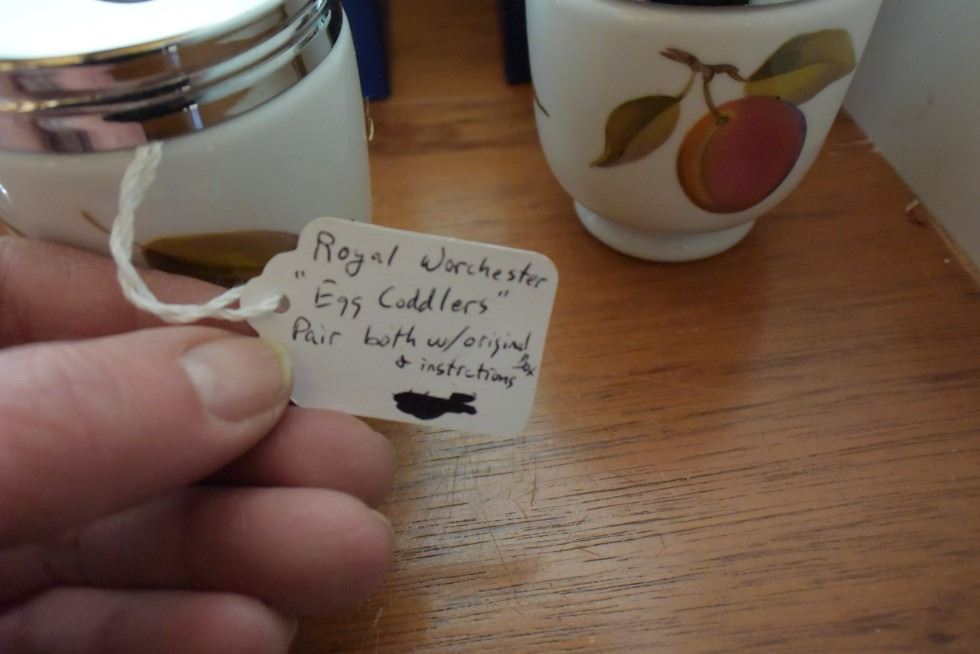 Royal Worchester
"Egg Coddlers"
Pair both w/original
Box
& instrctions